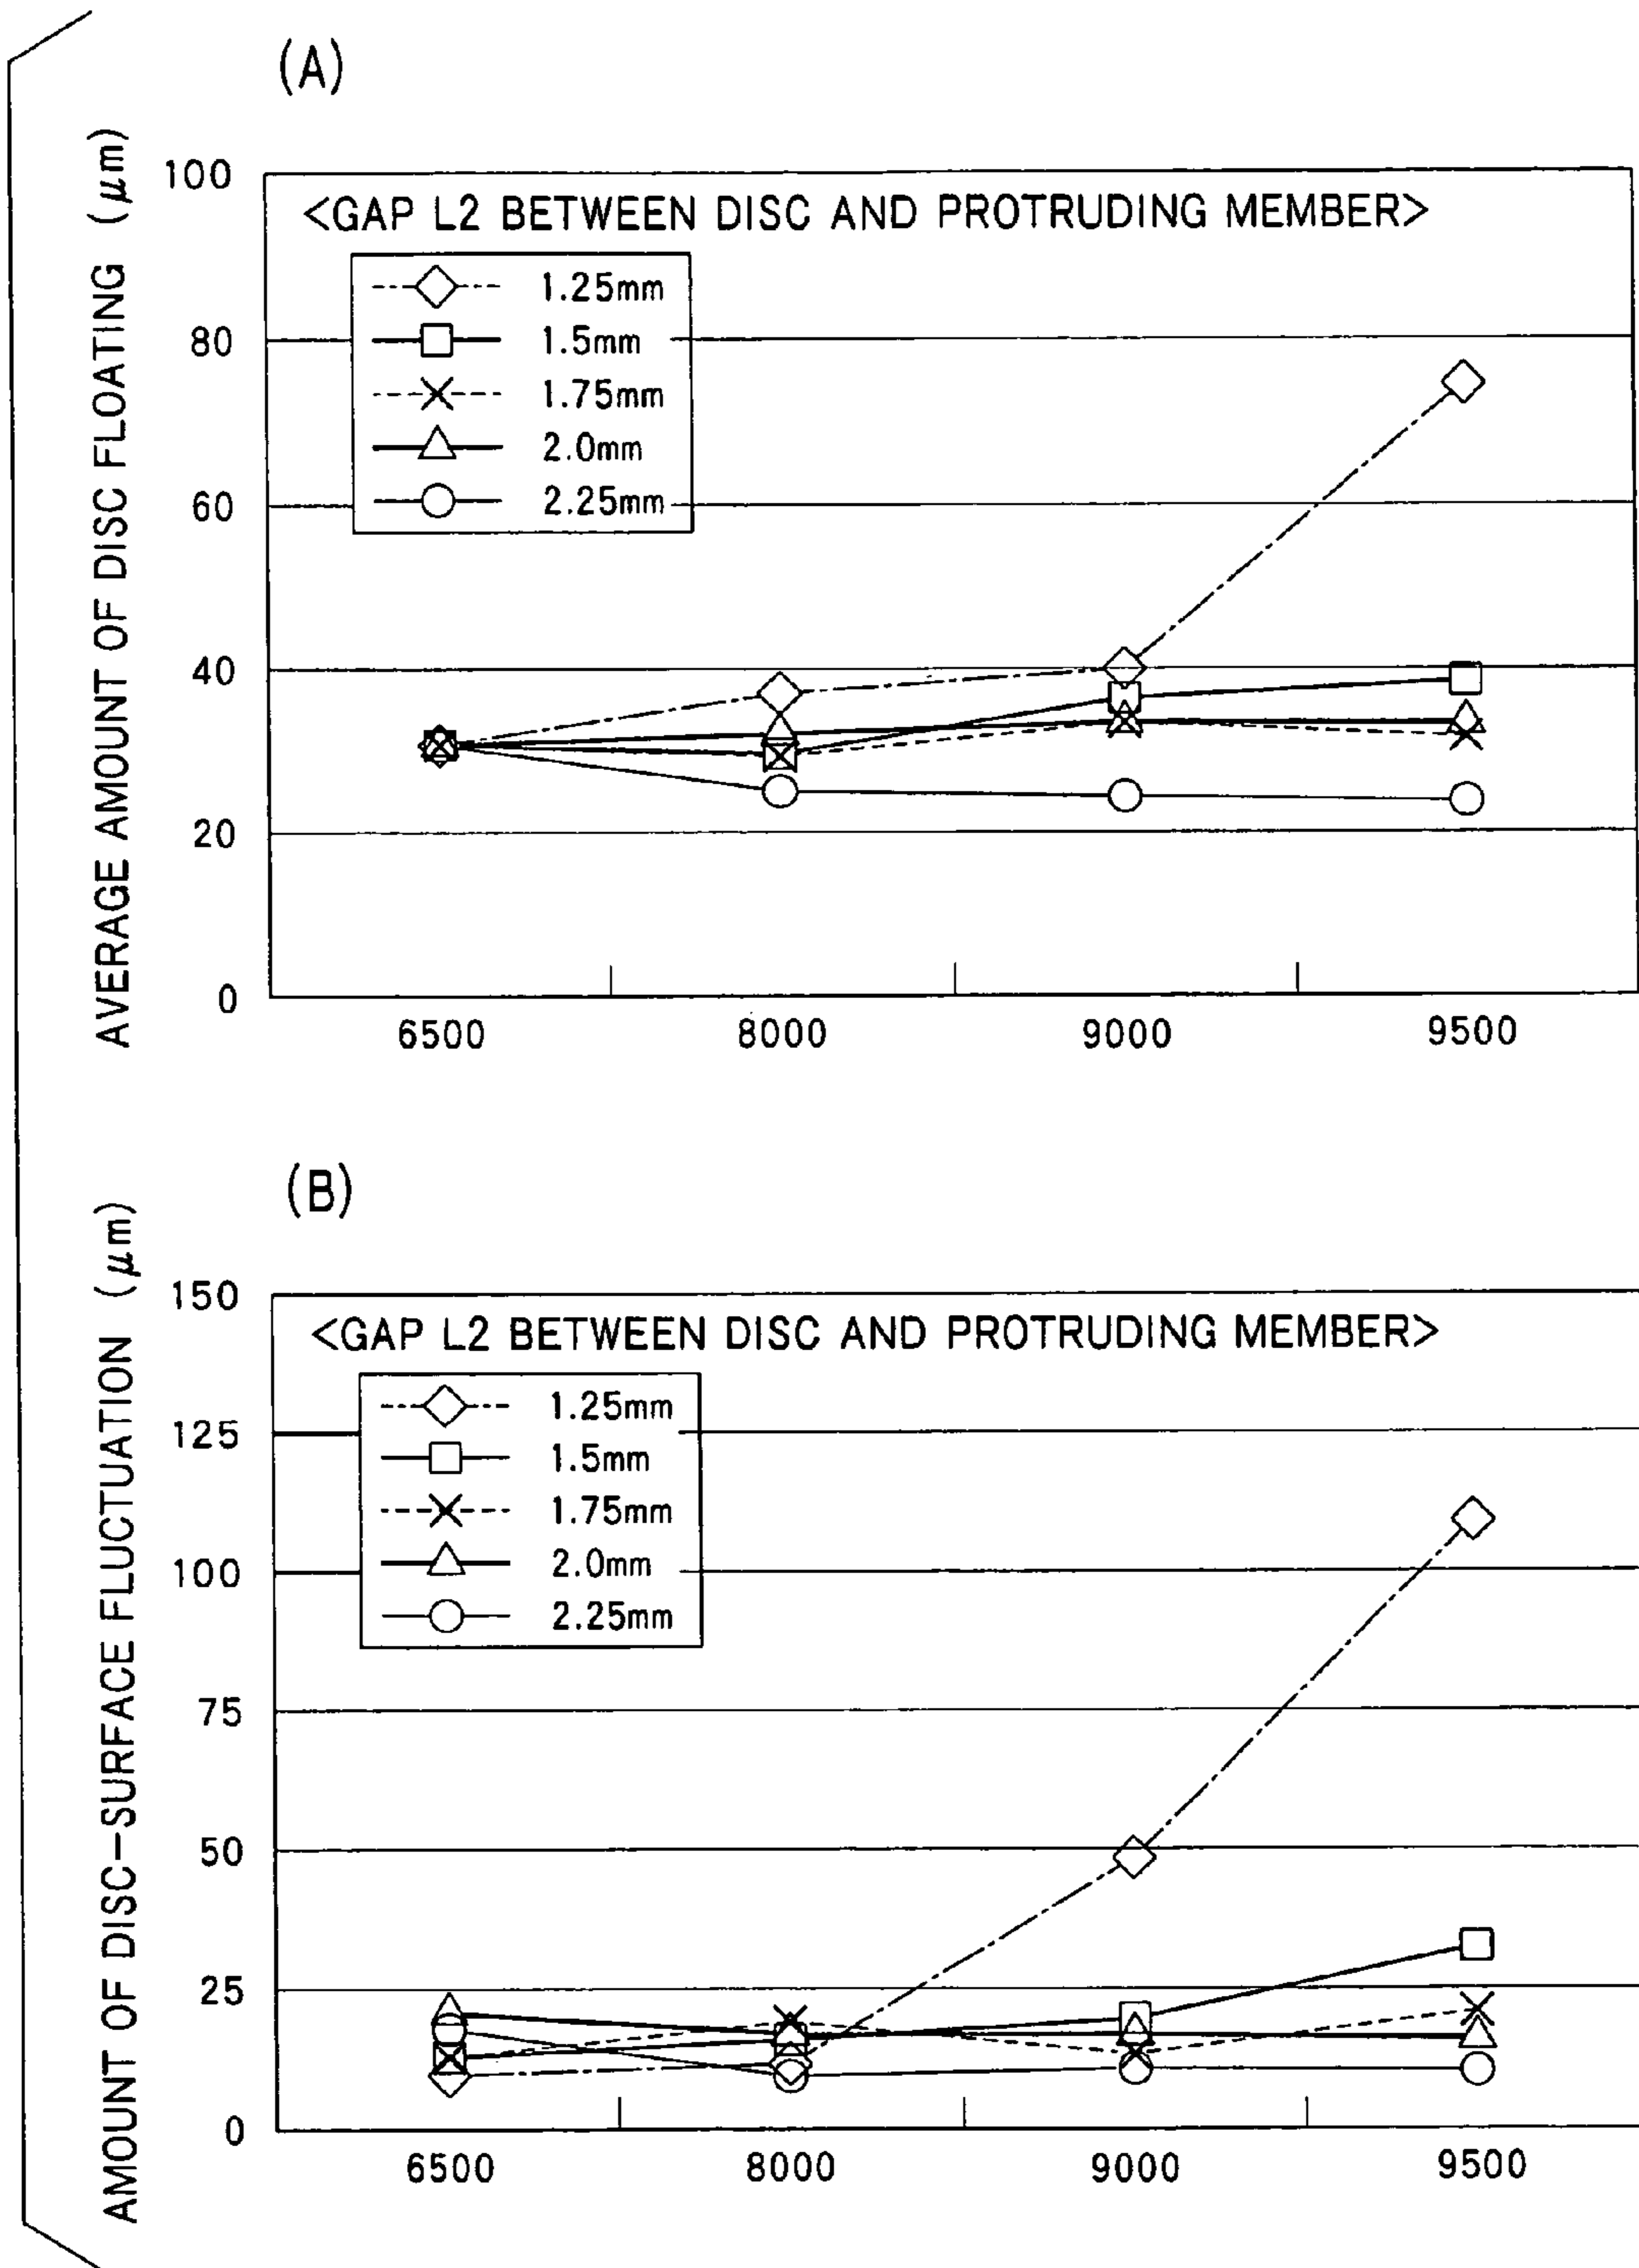 (A)
AVERAGE AMOUNT OF DISC FLOATING (μm)
100
80
60
40
20
0
<GAP L2 BETWEEN DISC AND PROTRUDING MEMBER>
1.25mm
1.5mm
1.75mm
2.0mm
2.25mm
6500 8000 9000 9500
(B)
AMOUNT OF DISC-SURFACE FLUCTUATION (μm)
150
125
100
75
50
25
0
<GAP L2 BETWEEN DISC AND PROTRUDING MEMBER>
1.25mm
1.5mm
1.75mm
2.0mm
2.25mm
6500 8000 9000 9500